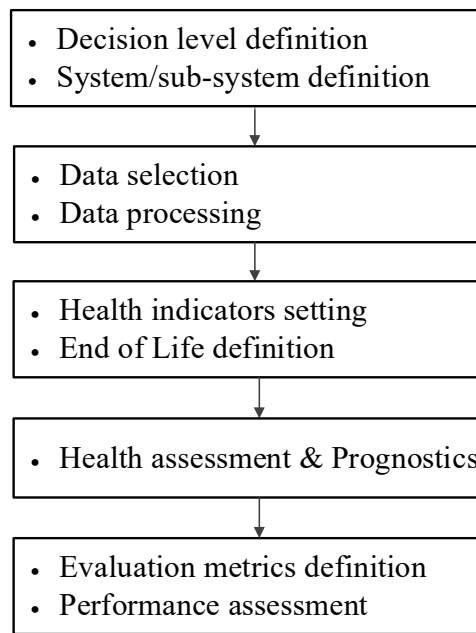 • Decision level definition
• System/sub-system definition
• Data selection
• Data processing
• Health indicators setting
• End of Life definition
• Health assessment & Prognostics
• Evaluation metrics definition
• Performance assessment